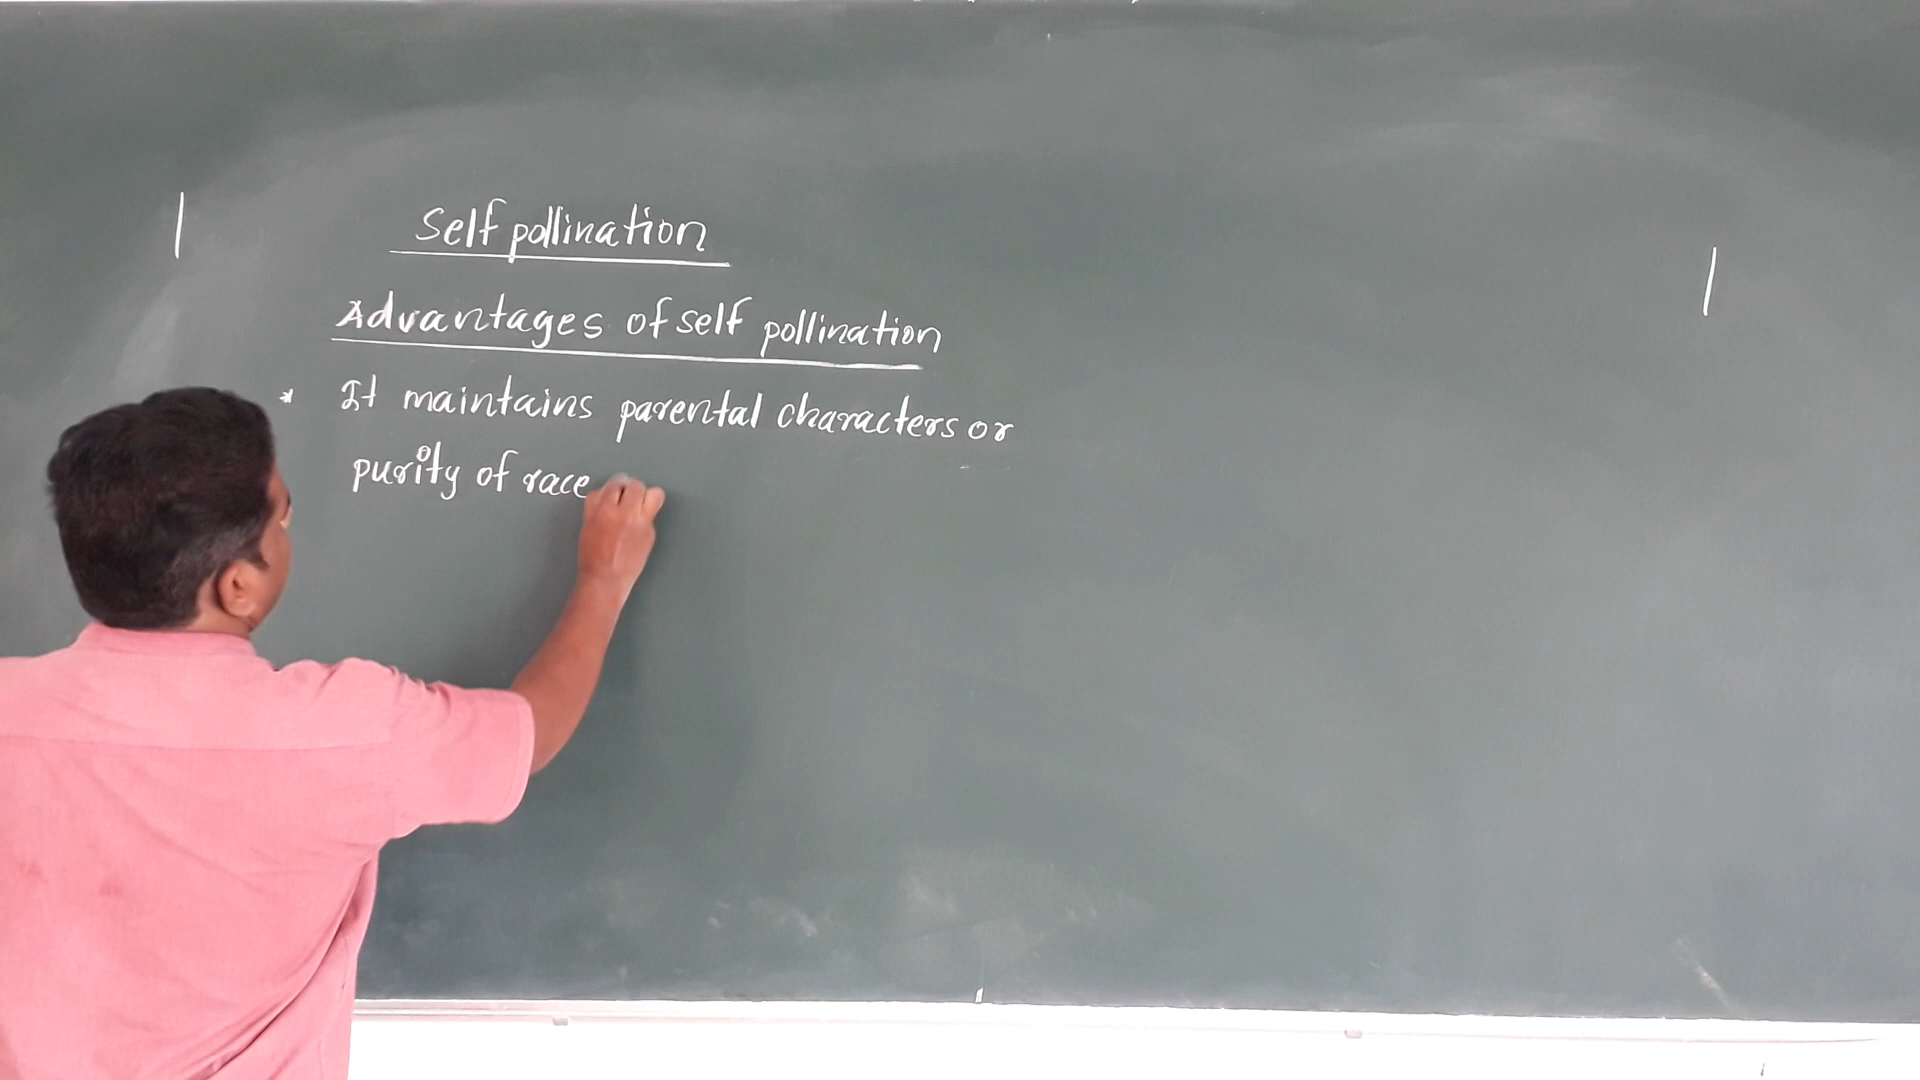 Self pollination
Advantages of self pollination
* It maintains parental characters or
purity of race